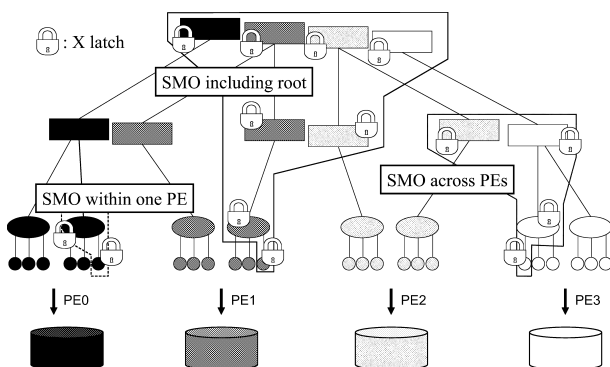 : X latch
SMO including root
SMO within one PE
SMO across PEs
PE0
PE1
PE2
PE3